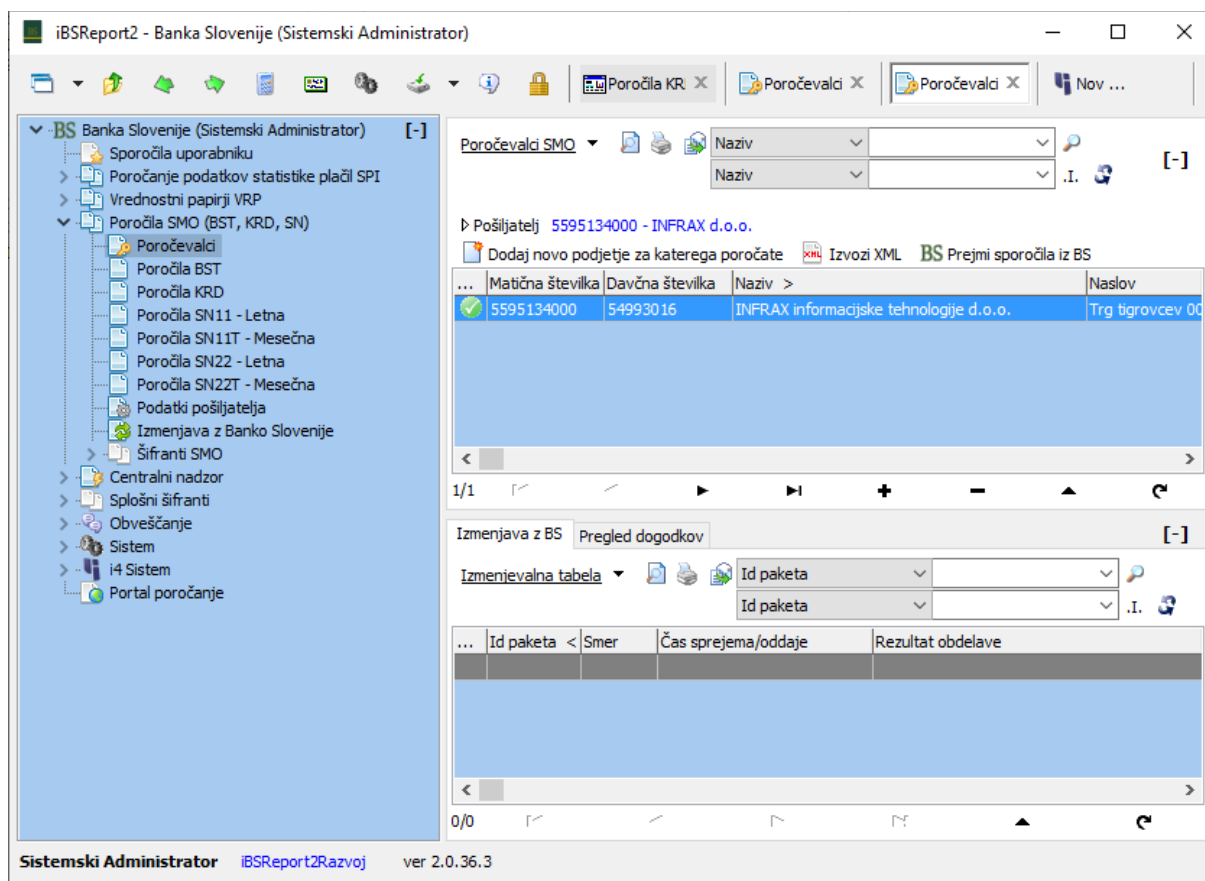 iBSReport2 - Banka Slovenije (Sistemski Administrator)
Poročila KRI
Poročevalci
Poročevalci
Nov ...
BS Banka Slovenije (Sistemski Administrator) [-]
Sporočila uporabniku
Poročanje podatkov statistike plačil SPI
Vrednostni papirji VRP
Poročila SMO (BST, KRD, SN)
Poročevalci
Poročila BST
Poročila KRD
Poročila SN11 - Letna
Poročila SN11T - Mesečna
Poročila SN22 - Letna
Poročila SN22T - Mesečna
Podatki pošiljatelja
Izmenjava z Banko Slovenije
Šifranti SMO
Centralni nadzor
Splošni šifranti
Obveščanje
Sistem
i4 Sistem
Portal poročanje
Poročevalci SMO Naziv
Naziv .I. [-]
Pošiljatelj 5595134000 - INFRAX d.o.o.
Dodaj novo podjetje za katerega poročate XML Izvozi XML BS Prejmi sporočila iz BS
... Matična številka Davčna številka Naziv > Naslov
5595134000 54993016 INFRAX informacijske tehnologije d.o.o. Trg tigrovcev 00
1/1
Izmenjava z BS Pregled dogodkov [-]
Izmenjevalna tabela Id paketa
Id paketa .I.
... Id paketa < Smer Čas sprejema/oddaje Rezultat obdelave
0/0
Sistemski Administrator iBSReport2Razvoj ver 2.0.36.3